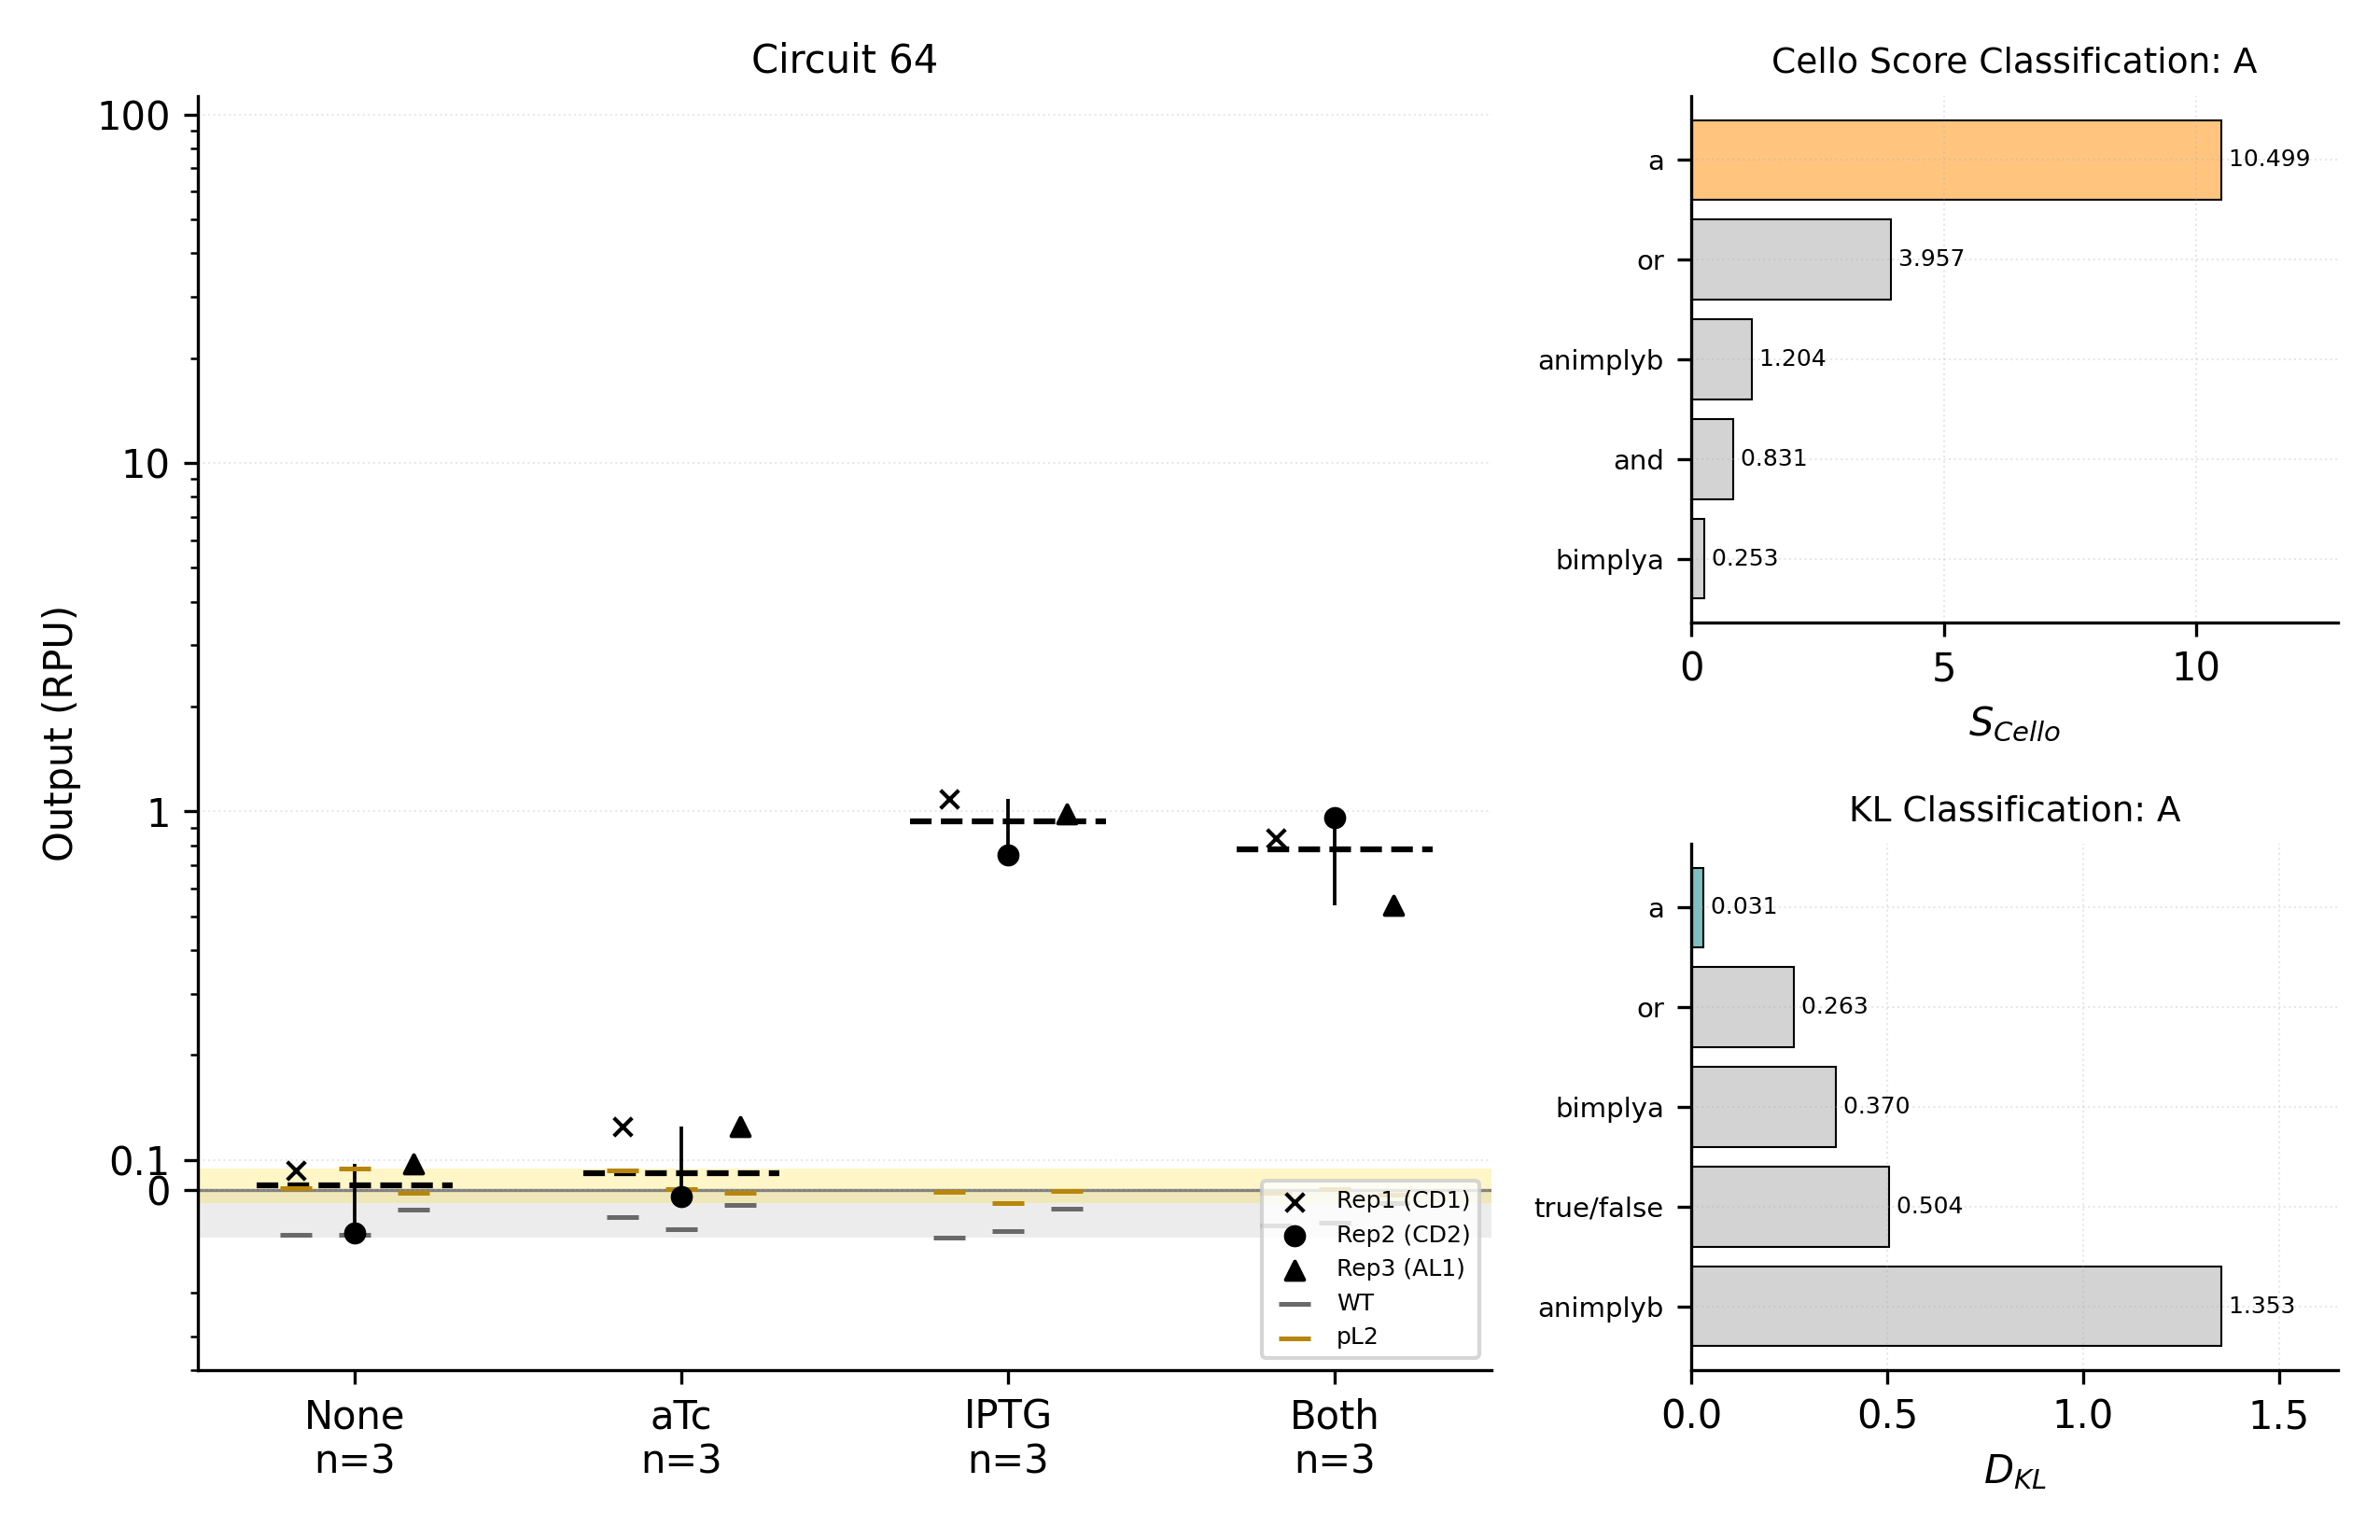 Circuit 64
Output (RPU)
100
10
1
0.1
0
None
n=3
aTc
n=3
IPTG
n=3
Both
n=3
Rep1 (CD1)
Rep2 (CD2)
Rep3 (AL1)
WT
pL2
Cello Score Classification: A
a
10.499
or
3.957
animplyb
1.204
and
0.831
bimplya
0.253
0
5
10
S_Cello
KL Classification: A
a
0.031
or
0.263
bimplya
0.370
true/false
0.504
animplyb
1.353
0.0
0.5
1.0
1.5
D_KL